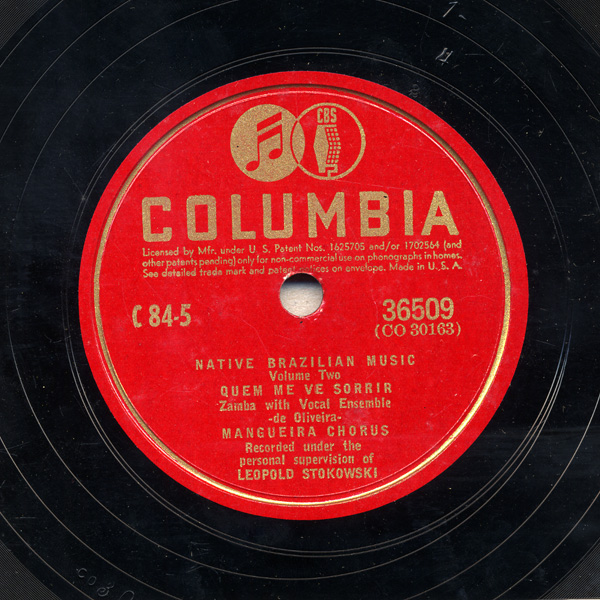 CBS
COLUMBIA
Licensed by Mfr. under U. S. Patent Nos. 1625705 and/or 1702564 (and
other patents pending) only for non-commercial use on phonographs in homes.
See detailed trade mark and patent notices on envelope. Made in U. S. A.
C 84-5
36509
(CO 30163)
NATIVE BRAZILIAN MUSIC
Volume Two
QUEM ME VE SORRIR
Zamba with Vocal Ensemble
-de Oliveira-
MANGUEIRA CHORUS
Recorded under the
personal supervision of
LEOPOLD STOKOWSKI